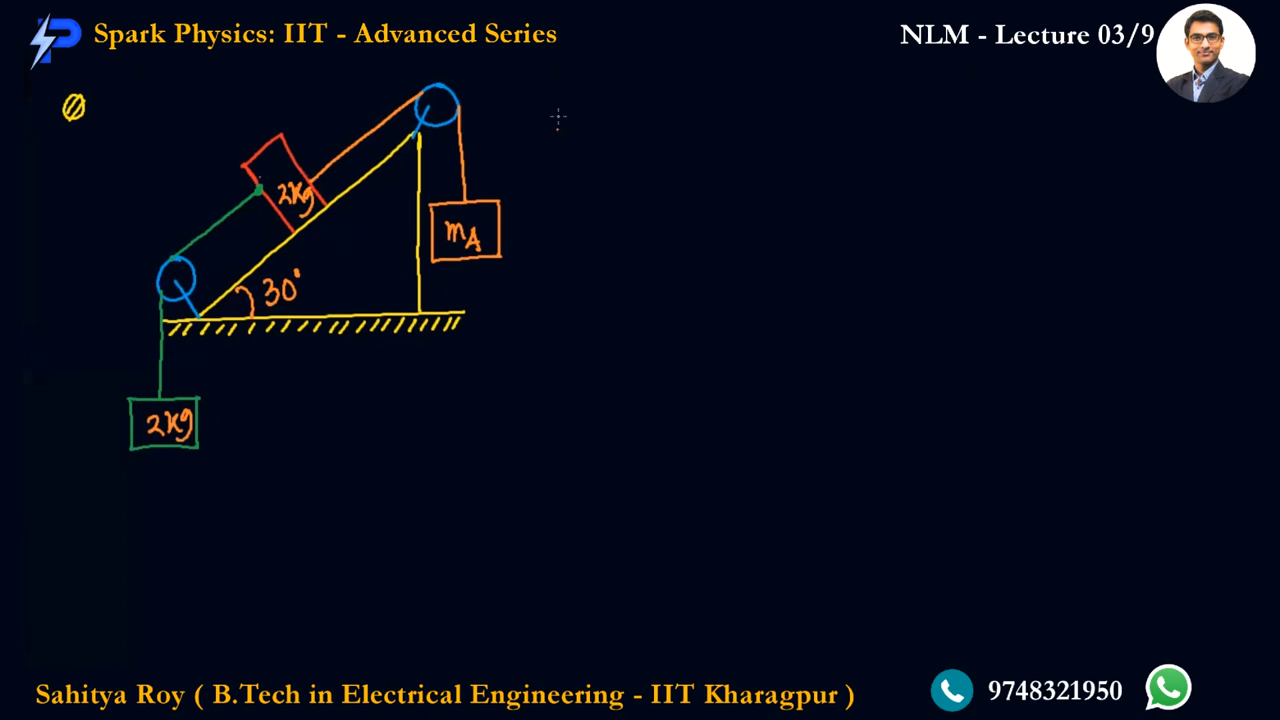 Spark Physics: IIT - Advanced Series
NLM - Lecture 03/9
2Kg
mA
30°
2Kg
Sahitya Roy ( B.Tech in Electrical Engineering - IIT Kharagpur )
9748321950